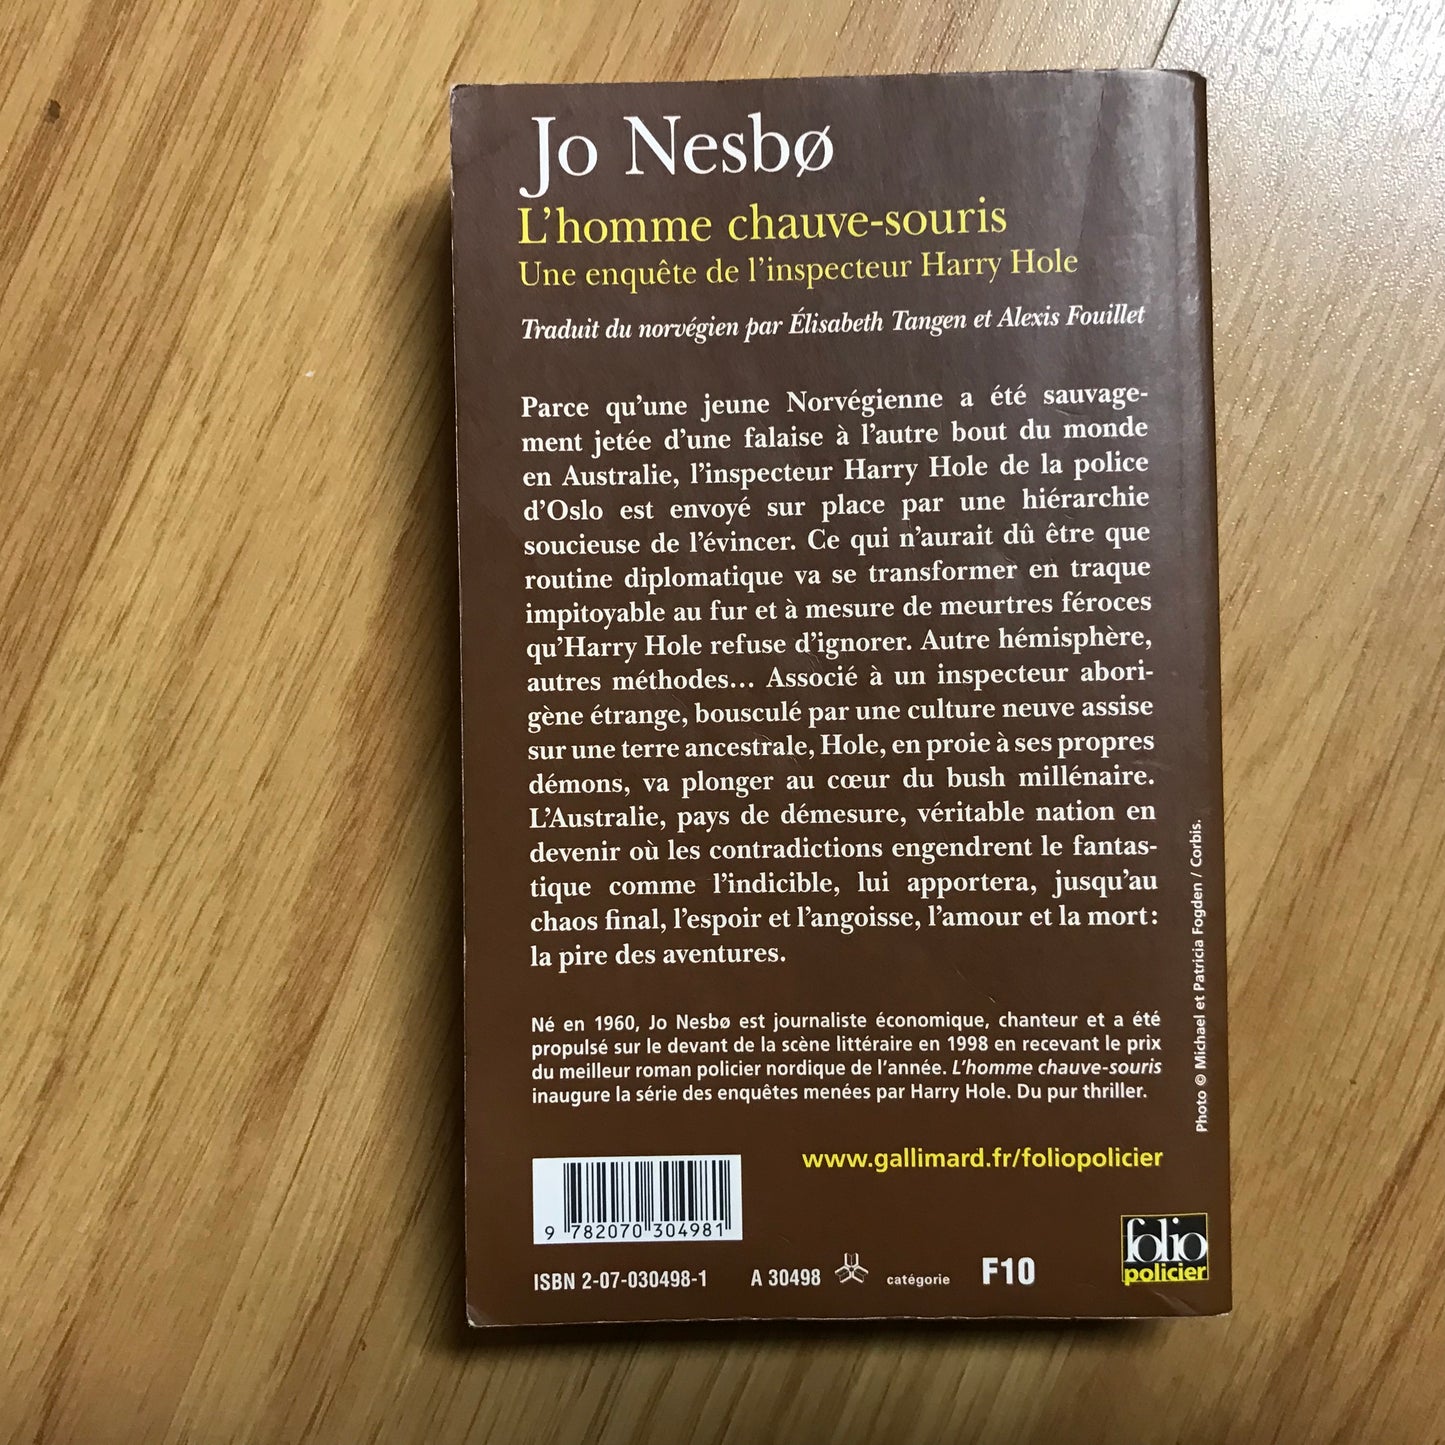 Jo Nesbø
L'homme chauve-souris
Une enquête de l'inspecteur Harry Hole
Traduit du norvégien par Élisabeth Tangen et Alexis Fouillet
Parce qu'une jeune Norvégienne a été sauvage-
ment jetée d'une falaise à l'autre bout du monde
en Australie, l'inspecteur Harry Hole de la police
d'Oslo est envoyé sur place par une hiérarchie
soucieuse de l'évincer. Ce qui n'aurait dû être que
routine diplomatique va se transformer en traque
impitoyable au fur et à mesure de meurtres féroces
qu'Harry Hole refuse d'ignorer. Autre hémisphère,
autres méthodes... Associé à un inspecteur abori-
gène étrange, bousculé par une culture neuve assise
sur une terre ancestrale, Hole, en proie à ses propres
démons, va plonger au cœur du bush millénaire.
L'Australie, pays de démesure, véritable nation en
devenir où les contradictions engendrent le fantas-
tique comme l'indicible, lui apportera, jusqu'au
chaos final, l'espoir et l'angoisse, l'amour et la mort :
la pire des aventures.
Né en 1960, Jo Nesbø est journaliste économique, chanteur et a été
propulsé sur le devant de la scène littéraire en 1998 en recevant le prix
du meilleur roman policier nordique de l'année. L'homme chauve-souris
inaugure la série des enquêtes menées par Harry Hole. Du pur thriller.
Photo © Michael et Patricia Fogden / Corbis.
www.gallimard.fr/foliopolicier
9 782070 304981
ISBN 2-07-030498-1 A 30498 catégorie F10
folio
policier